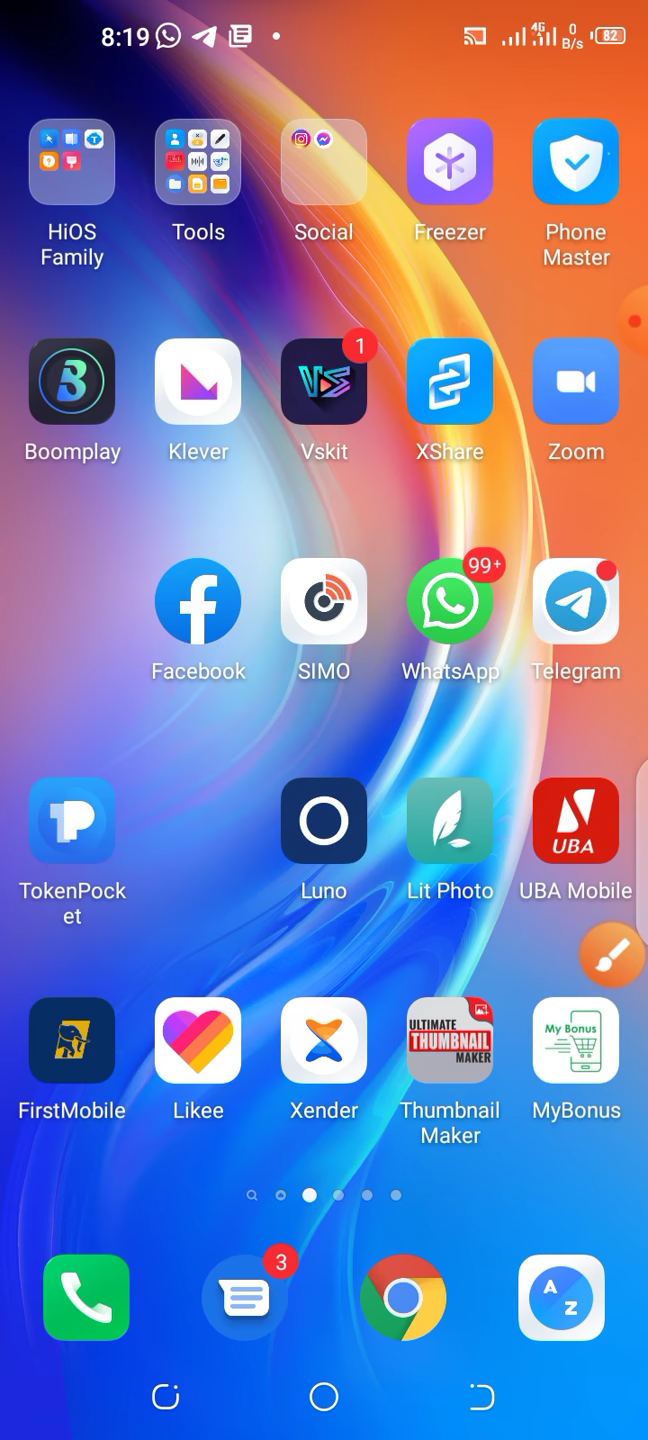 8:19
4G
0
B/s
82
HiOS
Family
Tools
Social
Freezer
Phone
Master
Boomplay
Klever
VS
1
Vskit
XShare
Zoom
Facebook
SIMO
99+
WhatsApp
Telegram
TokenPock
et
Luno
Lit Photo
UBA
UBA Mobile
FirstMobile
Likee
Xender
ULTIMATE
THUMBNAIL
MAKER
Thumbnail
Maker
My Bonus
MyBonus
3
A
Z